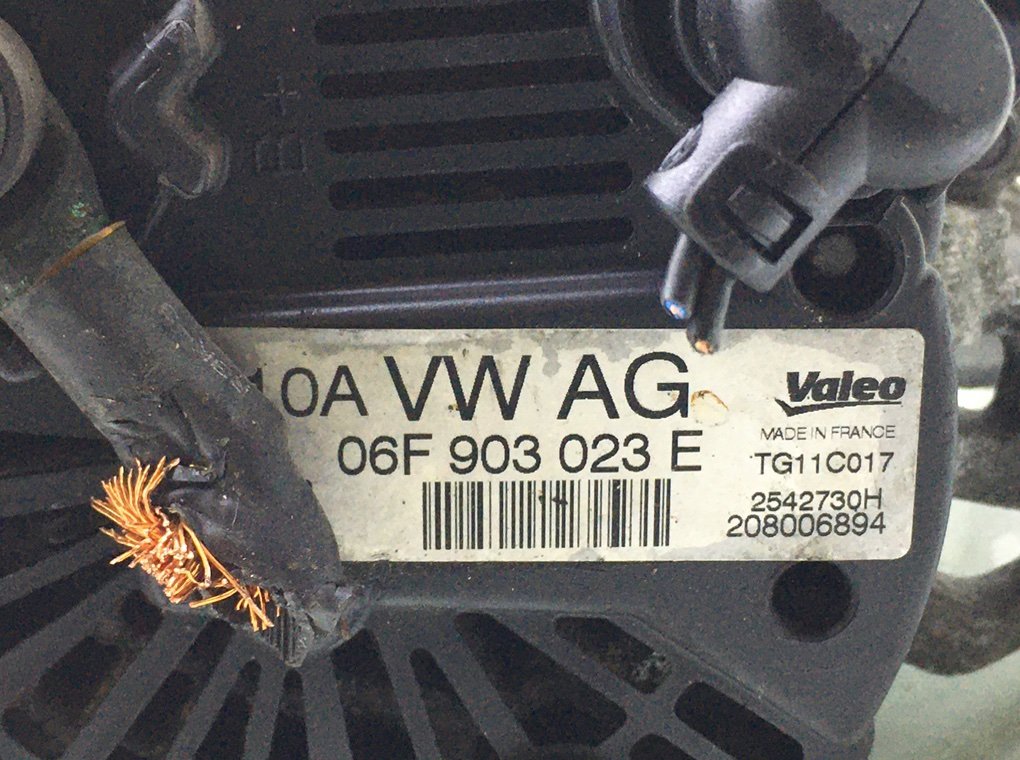 B+
10A VW AG
06F 903 023 E
Valeo
MADE IN FRANCE
TG11C017
2542730H
208006894